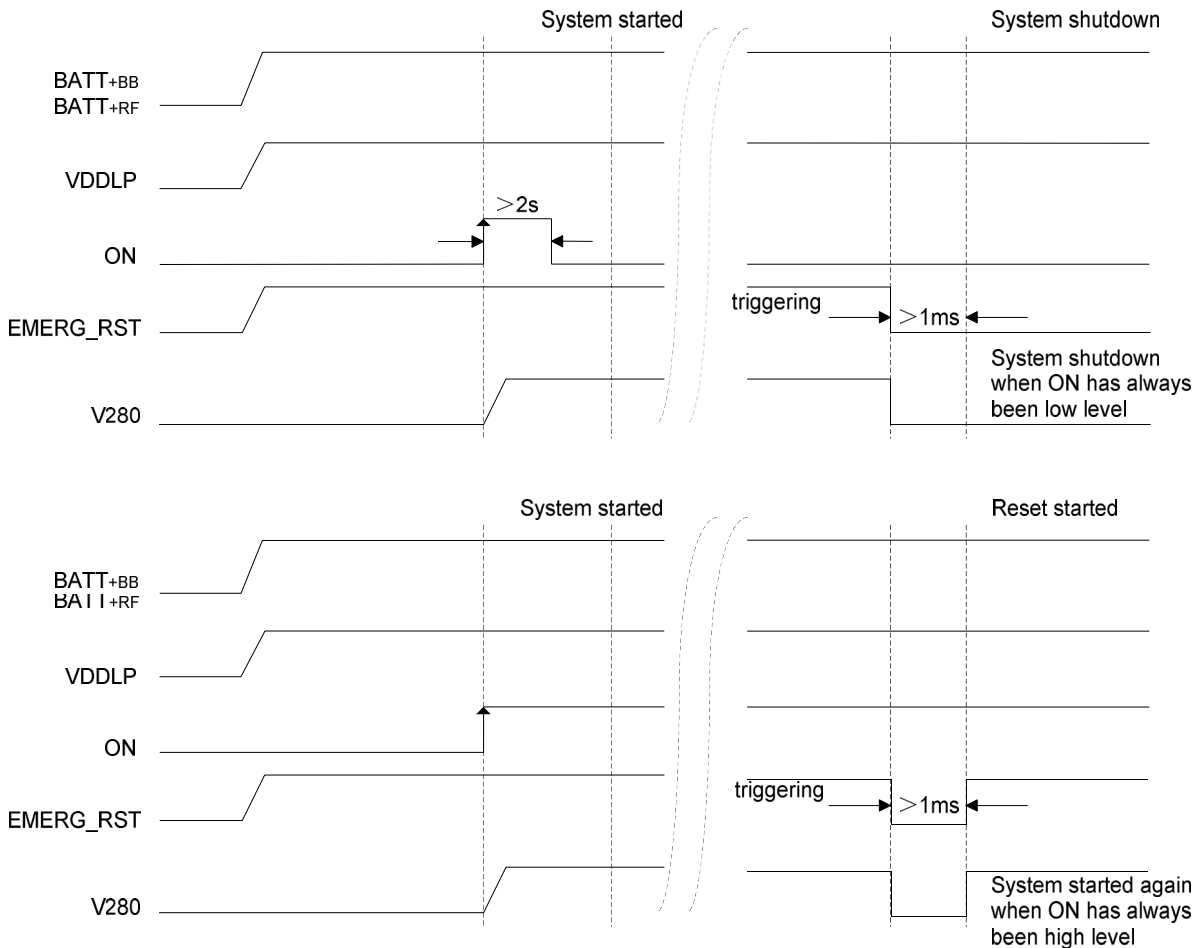 System started
System shutdown
BATT+BB
BATT+RF
VDDLP
>2s
ON
triggering
>1ms
EMERG_RST
System shutdown
when ON has always
been low level
V280
System started
Reset started
BATT+BB
BATT+RF
VDDLP
ON
triggering
>1ms
EMERG_RST
V280
System started again
when ON has always
been high level